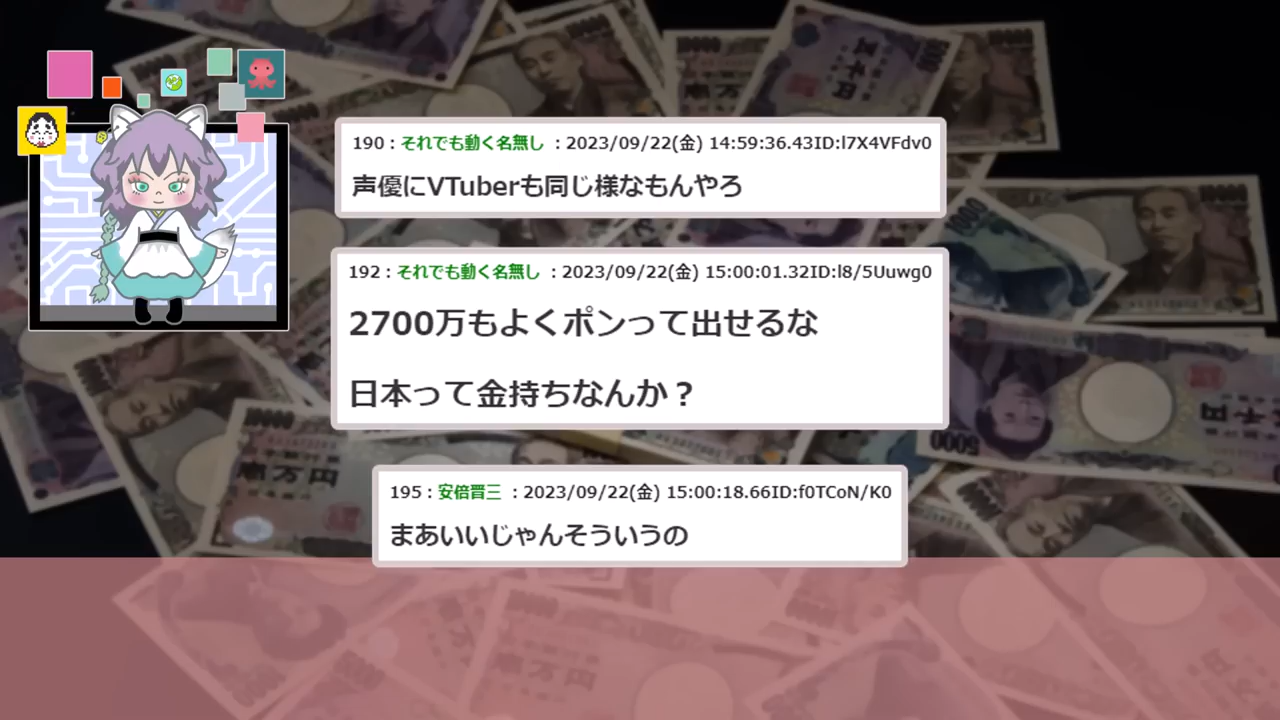 190 : それでも動く名無し : 2023/09/22(金) 14:59:36.43ID:l7X4VFdv0
声優にVTuberも同じ様なもんやろ
192 : それでも動く名無し : 2023/09/22(金) 15:00:01.32ID:l8/5Uuwg0
2700万もよくポンって出せるな
日本って金持ちなんか？
195 : 安倍晋三 : 2023/09/22(金) 15:00:18.66ID:f0TCoN/K0
まあいいじゃんそういうの